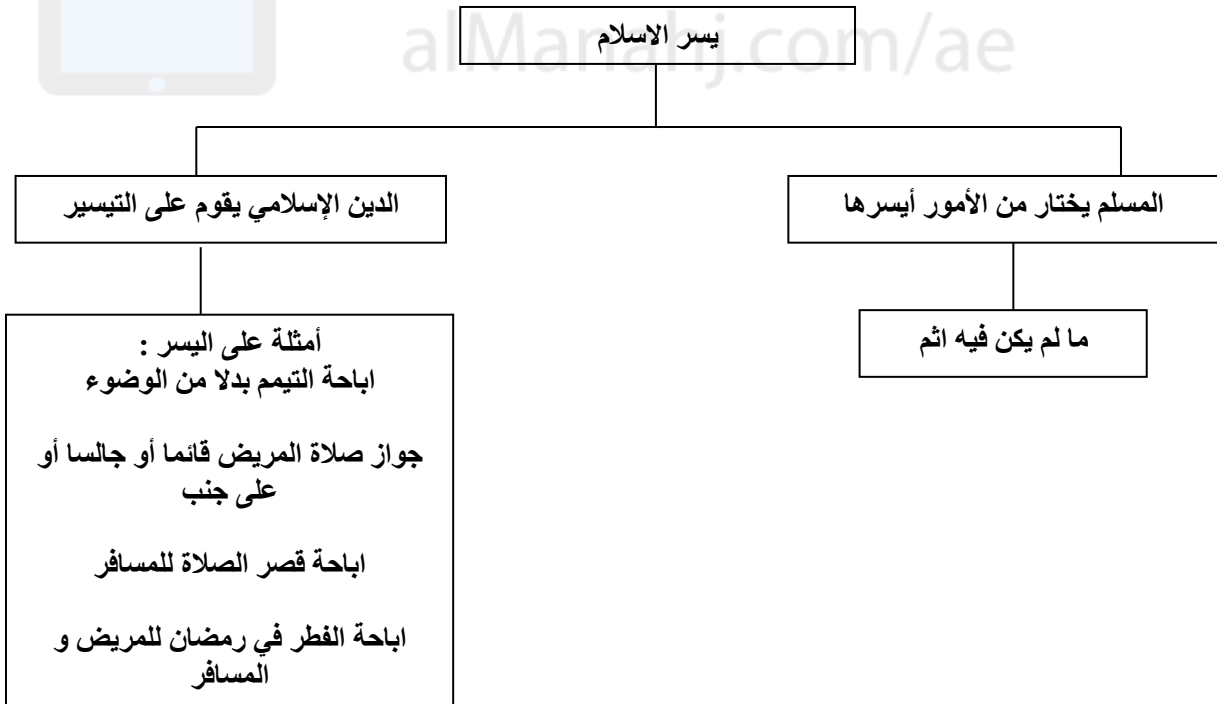 alManahj.com/ae
يسر الاسلام
المسلم يختار من الأمور أيسرها
الدين الإسلامي يقوم على التيسير
ما لم يكن فيه اثم
أمثلة على اليسر :
اباحة التيمم بدلا من الوضوء
جواز صلاة المريض قائما أو جالسا أو
على جنب
اباحة قصر الصلاة للمسافر
اباحة الفطر في رمضان للمريض و
المسافر